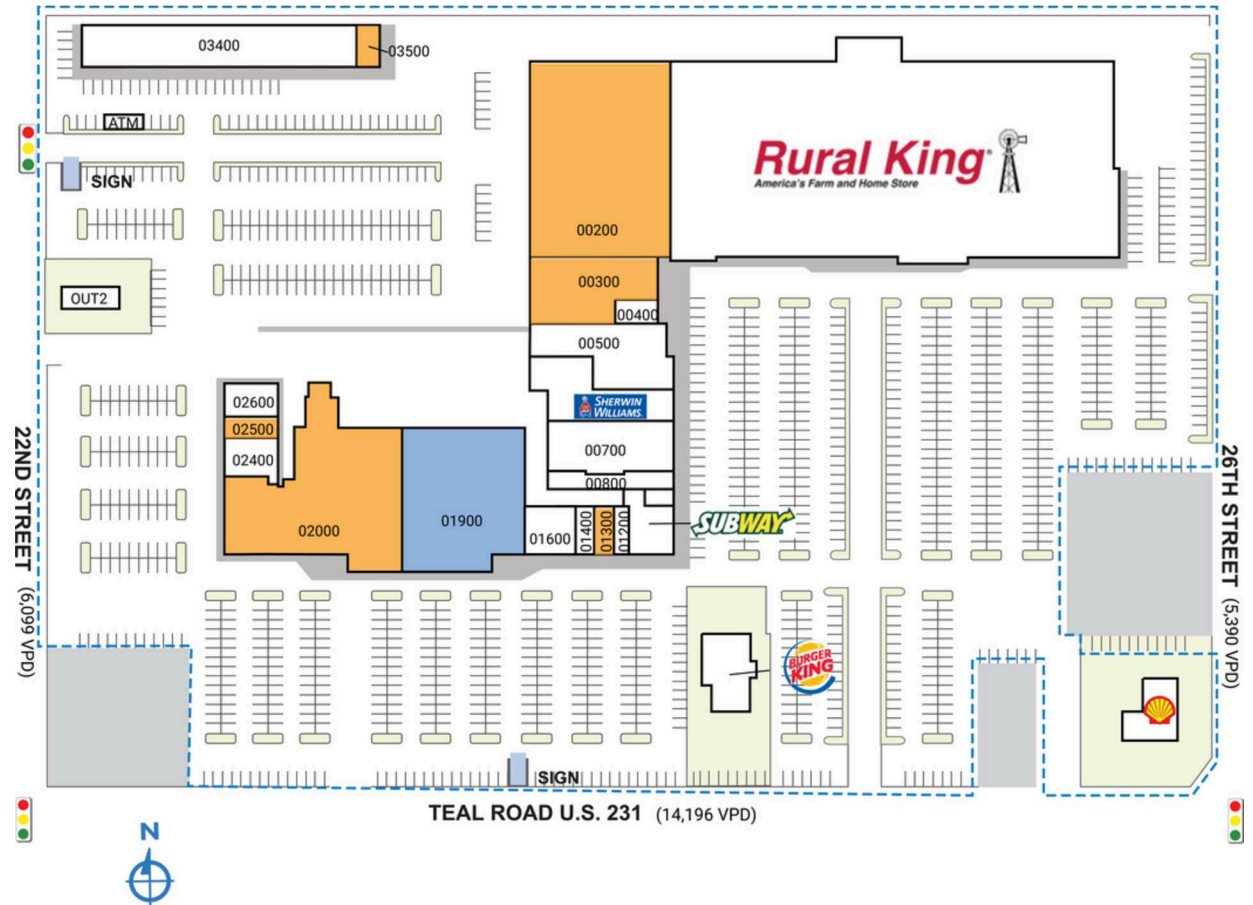 03400
03500
ATM
SIGN
Rural King®
America's Farm and Home Store
00200
00300
OUT2
00400
00500
02600
SHERWIN
WILLIAMS.
02500
02400
00700
00800
22ND STREET (6,099 VPD)
26TH STREET (5,390 VPD)
02000
01900
01600
01400
01300
01200
SUBWAY
BURGER
KING
SIGN
TEAL ROAD U.S. 231 (14,196 VPD)
N